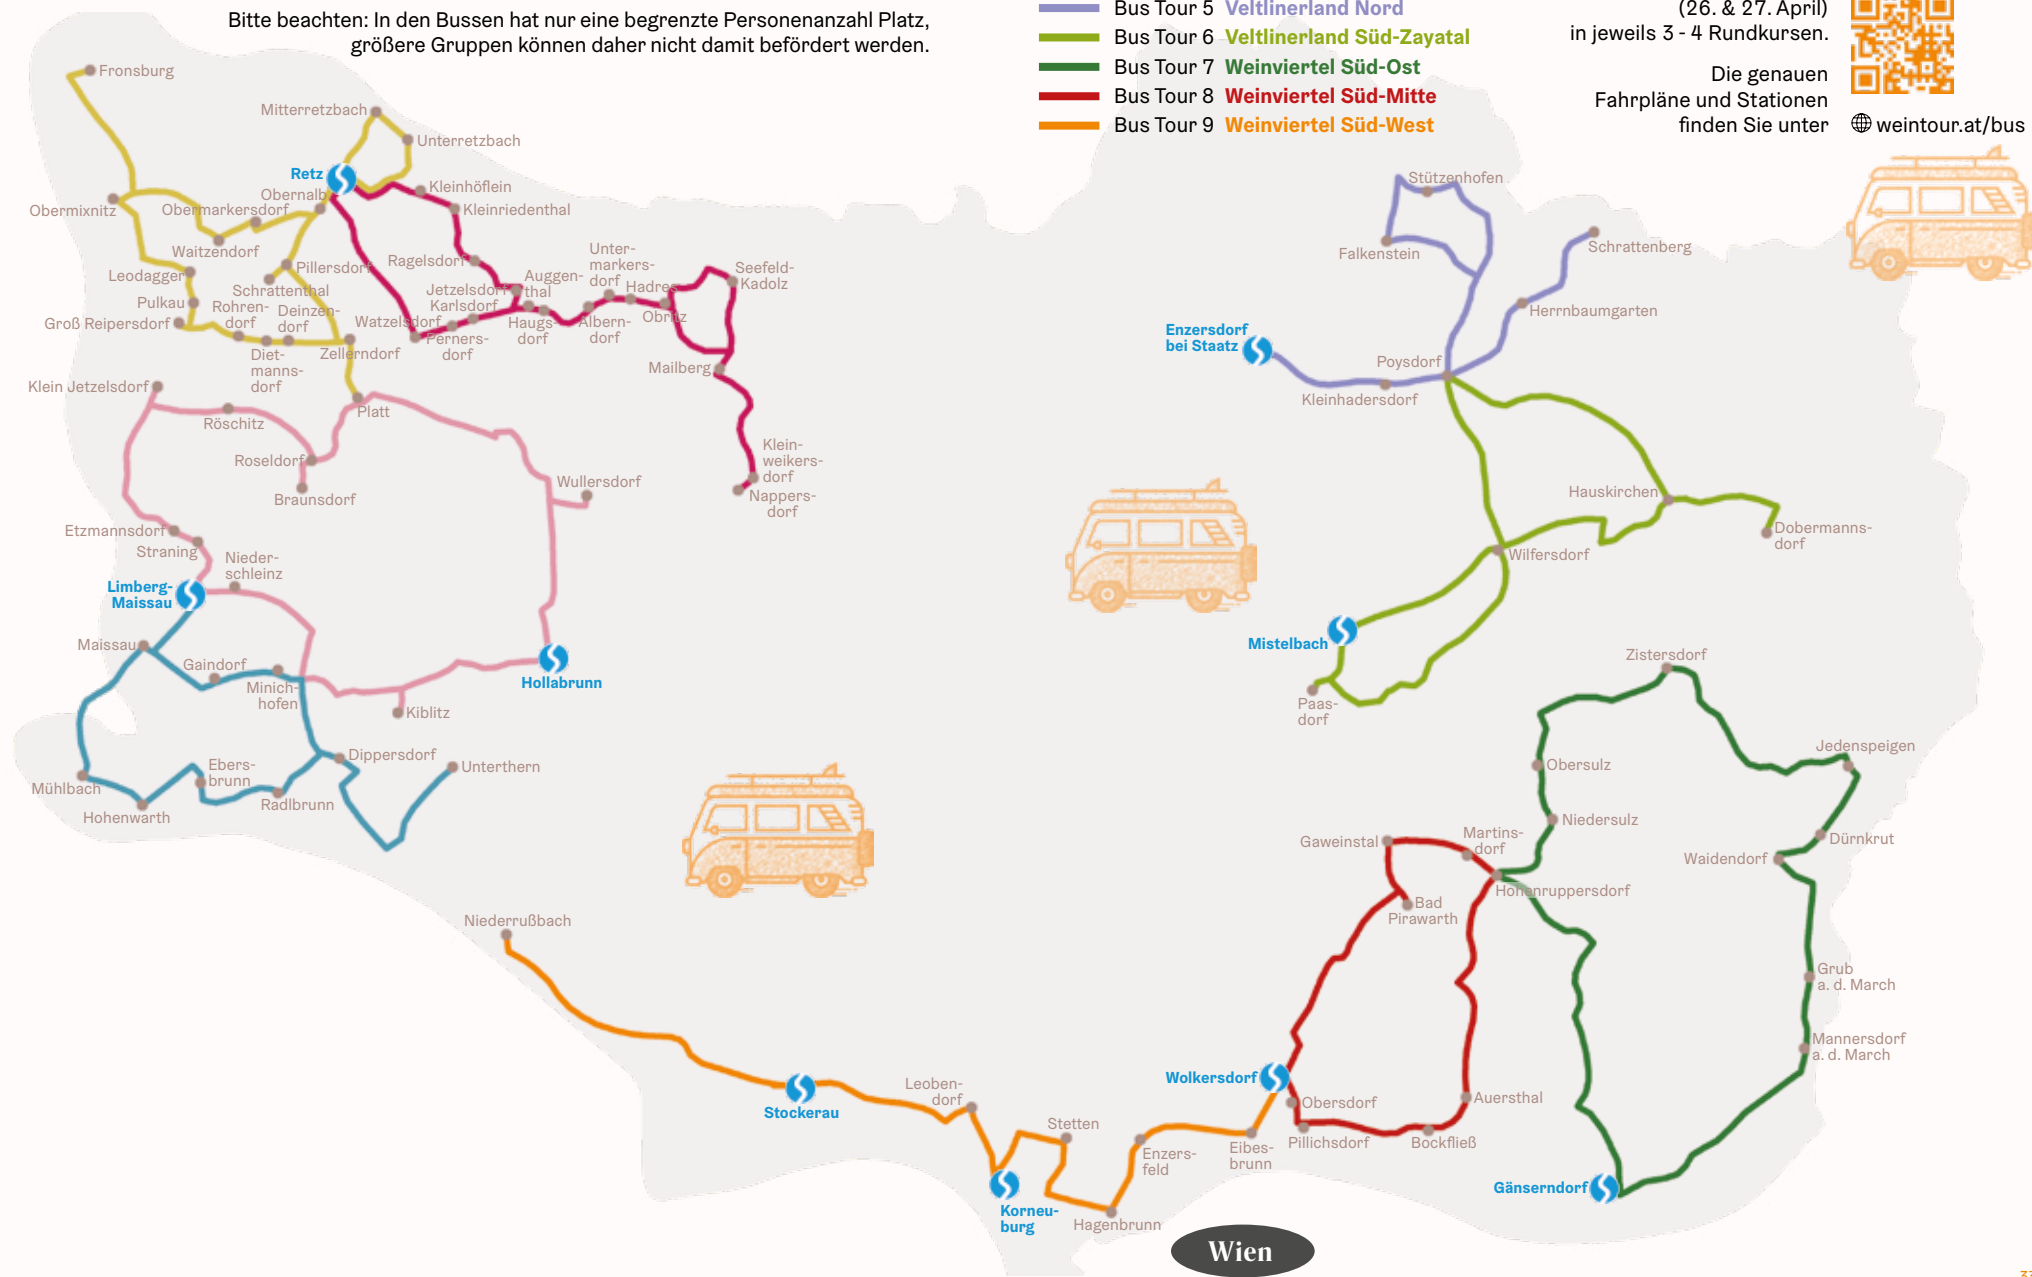 Bitte beachten: In den Bussen hat nur eine begrenzte Personenanzahl Platz,
größere Gruppen können daher nicht damit befördert werden.
Bus Tour 5 Veltlinerland Nord
Bus Tour 6 Veltlinerland Süd-Zayatal
Bus Tour 7 Weinviertel Süd-Ost
Bus Tour 8 Weinviertel Süd-Mitte
Bus Tour 9 Weinviertel Süd-West
(26. & 27. April)
in jeweils 3 - 4 Rundkursen.
Die genauen
Fahrpläne und Stationen
finden Sie unter
weintour.at/bus
Fronsburg
Mitterretzbach
Unterretzbach
Retz
Obernalb
Kleinhöflein
Kleinriedenthal
Obermixnitz
Obermarkersdorf
Waitzendorf
Leodagger
Pillersdorf
Schrattenthal
Pulkau
Groß Reipersdorf
Rohren-
dorf
Deinzen-
dorf
Diet-
manns-
dorf
Zellerndorf
Watzelsdorf
Ragelsdorf
Jetzelsdorf
Karlsdorf
Perners-
dorf
Auggen-
thal
Haugs-
dorf
Unter-
markers-
dorf
Albern-
dorf
Hadres
Obritz
Seefeld-
Kadolz
Mailberg
Klein-
weikers-
dorf
Nappers-
dorf
Klein Jetzelsdorf
Röschitz
Platt
Roseldorf
Braunsdorf
Wullersdorf
Etzmannsdorf
Straning
Nieder-
schleinz
Limberg-
Maissau
Maissau
Gaindorf
Minich-
hofen
Kiblitz
Hollabrunn
Mühlbach
Hohenwarth
Ebers-
brunn
Radlbrunn
Dippersdorf
Unterthern
Stützenhofen
Falkenstein
Schrattenberg
Herrnbaumgarten
Enzersdorf
bei Staatz
Poysdorf
Kleinhadersdorf
Hauskirchen
Dobermanns-
dorf
Wilfersdorf
Mistelbach
Paas-
dorf
Zistersdorf
Jedenspeigen
Obersulz
Niedersulz
Dürnkrut
Waidendorf
Gaweinstal
Martins-
dorf
Hohenruppersdorf
Bad
Pirawarth
Grub
a. d. March
Mannersdorf
a. d. March
Niederrußbach
Stockerau
Leoben-
dorf
Korneu-
burg
Stetten
Hagenbrunn
Enzers-
feld
Eibes-
brunn
Wolkersdorf
Obersdorf
Pillichsdorf
Bockfließ
Auersthal
Gänserndorf
Wien